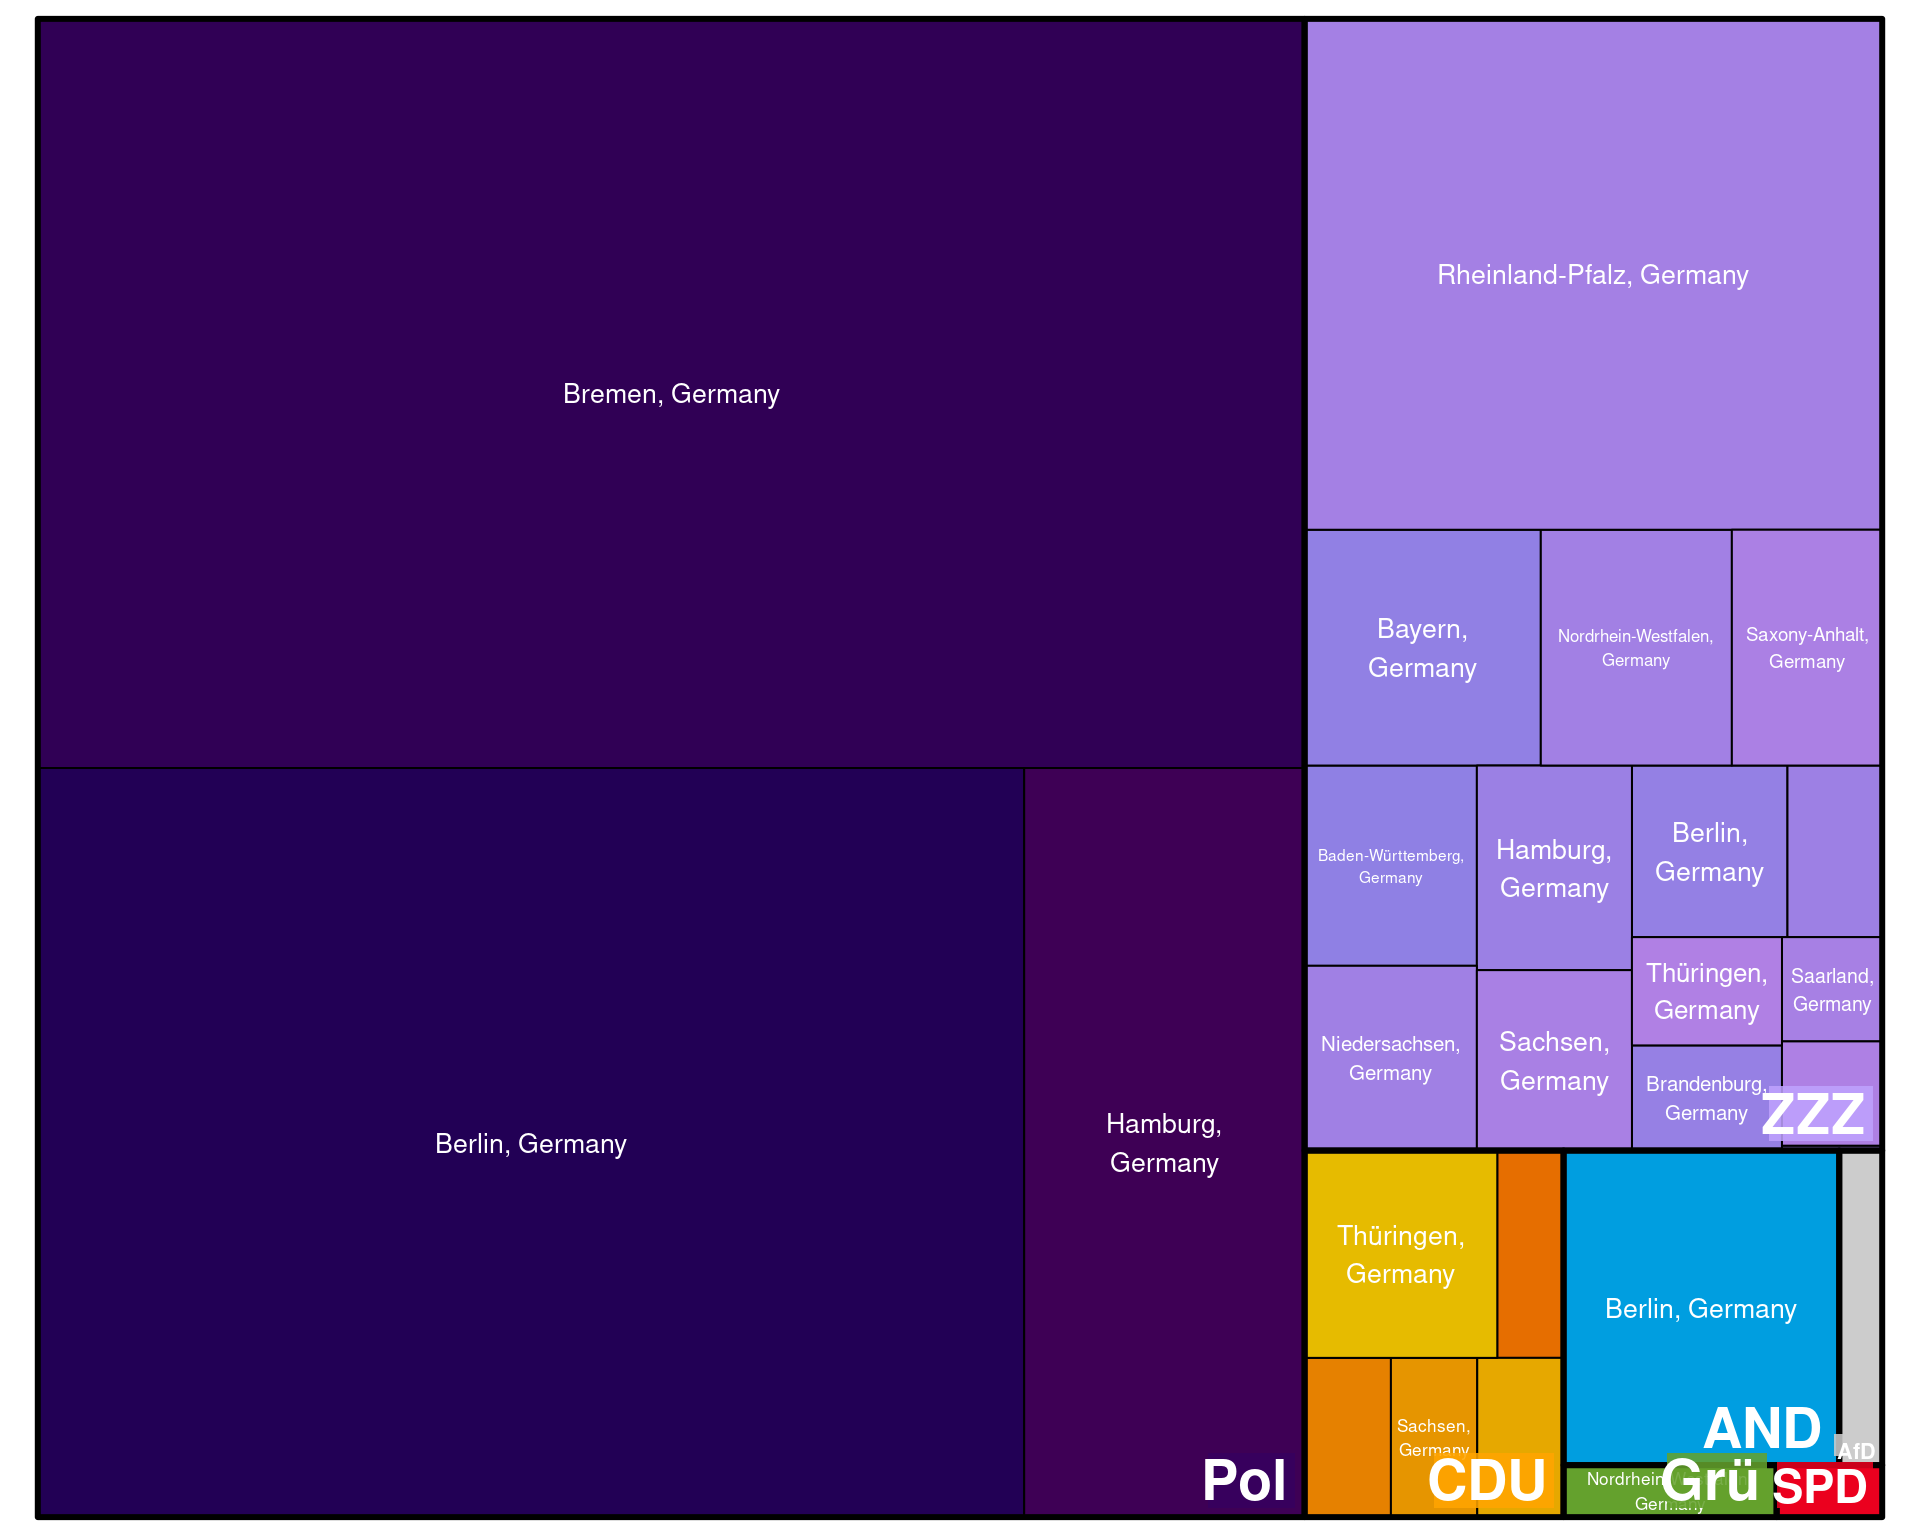 Bremen, Germany
Berlin, Germany
Hamburg,
Germany
Pol
Rheinland-Pfalz, Germany
Bayern,
Germany
Nordrhein-Westfalen,
Germany
Saxony-Anhalt,
Germany
Baden-Württemberg,
Germany
Hamburg,
Germany
Berlin,
Germany
Niedersachsen,
Germany
Sachsen,
Germany
Thüringen,
Germany
Saarland,
Germany
Brandenburg,
Germany
ZZZ
Thüringen,
Germany
Sachsen,
Germany
CDU
Berlin, Germany
AND
AfD
Germany
Grü
SPD